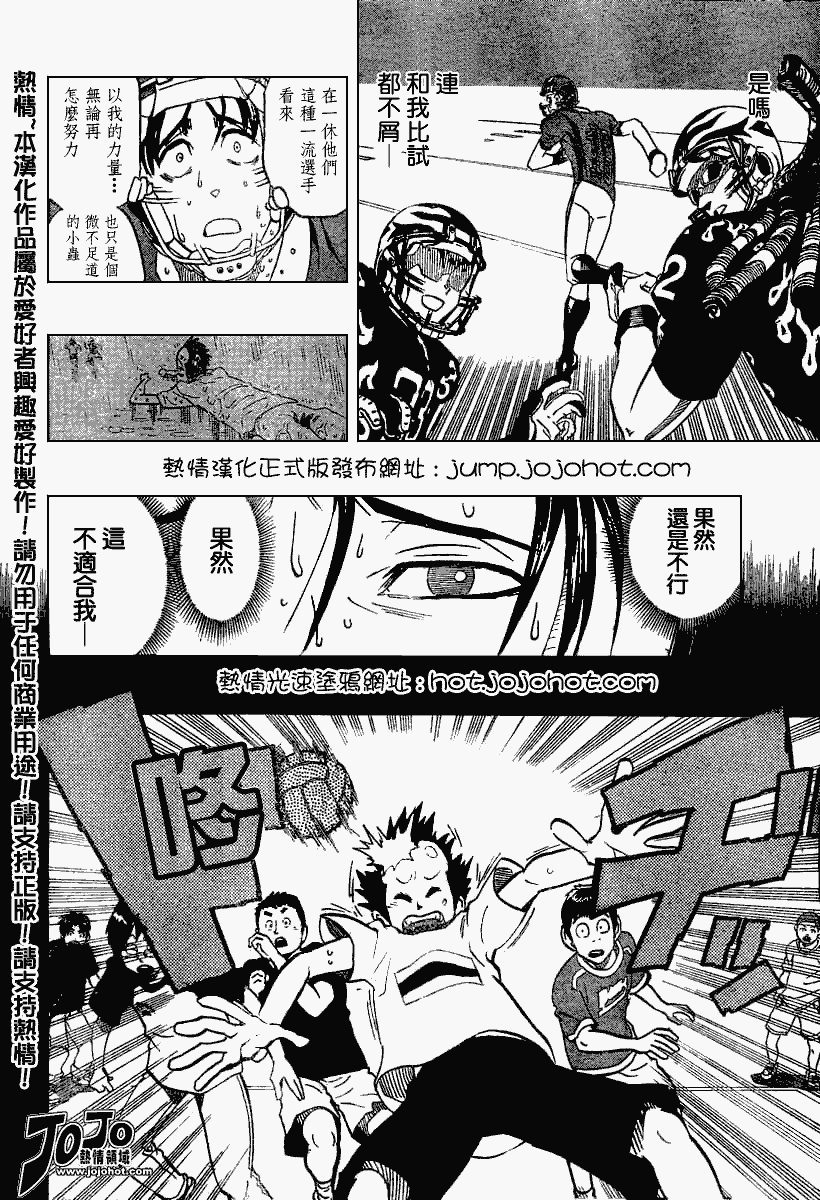 是嗎
連
和我比試
都不屑—
在一休他們
這種一流選手
看來
以我的力量…
無論再
怎麼努力
也只是個
微不足道
的小蟲
2
熱情漢化正式版發布網址：jump.jojohot.com
果然
還是不行
果然
這
不適合我—
熱情光速塗鴉網址：hot.jojohot.com
ドゴッ
咚
熱情，本漢化作品屬於愛好者興趣愛好製作！請勿用于任何商業用途！請支持正版！請支持熱情！
JOJO
熱情領域
www.jojohot.com